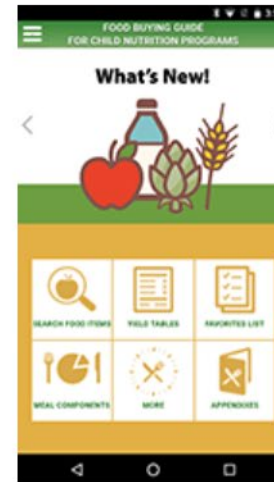 FOOD BUYING GUIDE
FOR CHILD NUTRITION PROGRAMS
What's New!
SEARCH FOOD ITEMS
YIELD TABLES
FAVORITES LIST
MEAL COMPONENTS
MORE
APPENDIXES